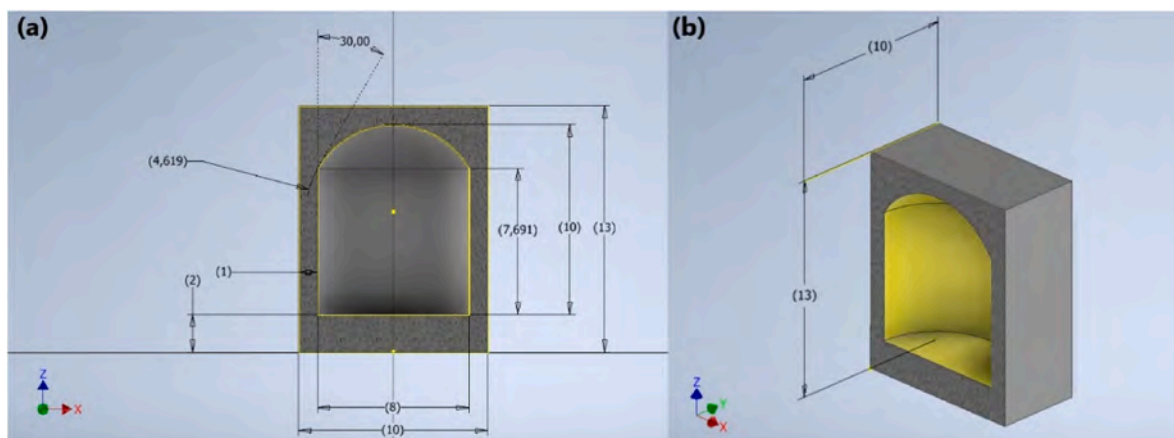 (a)
30,00
(4,619)
(7,691)
(10)
(13)
(2)
(1)
(8)
(10)
Z
X
(b)
(10)
(13)
Z
Y
X